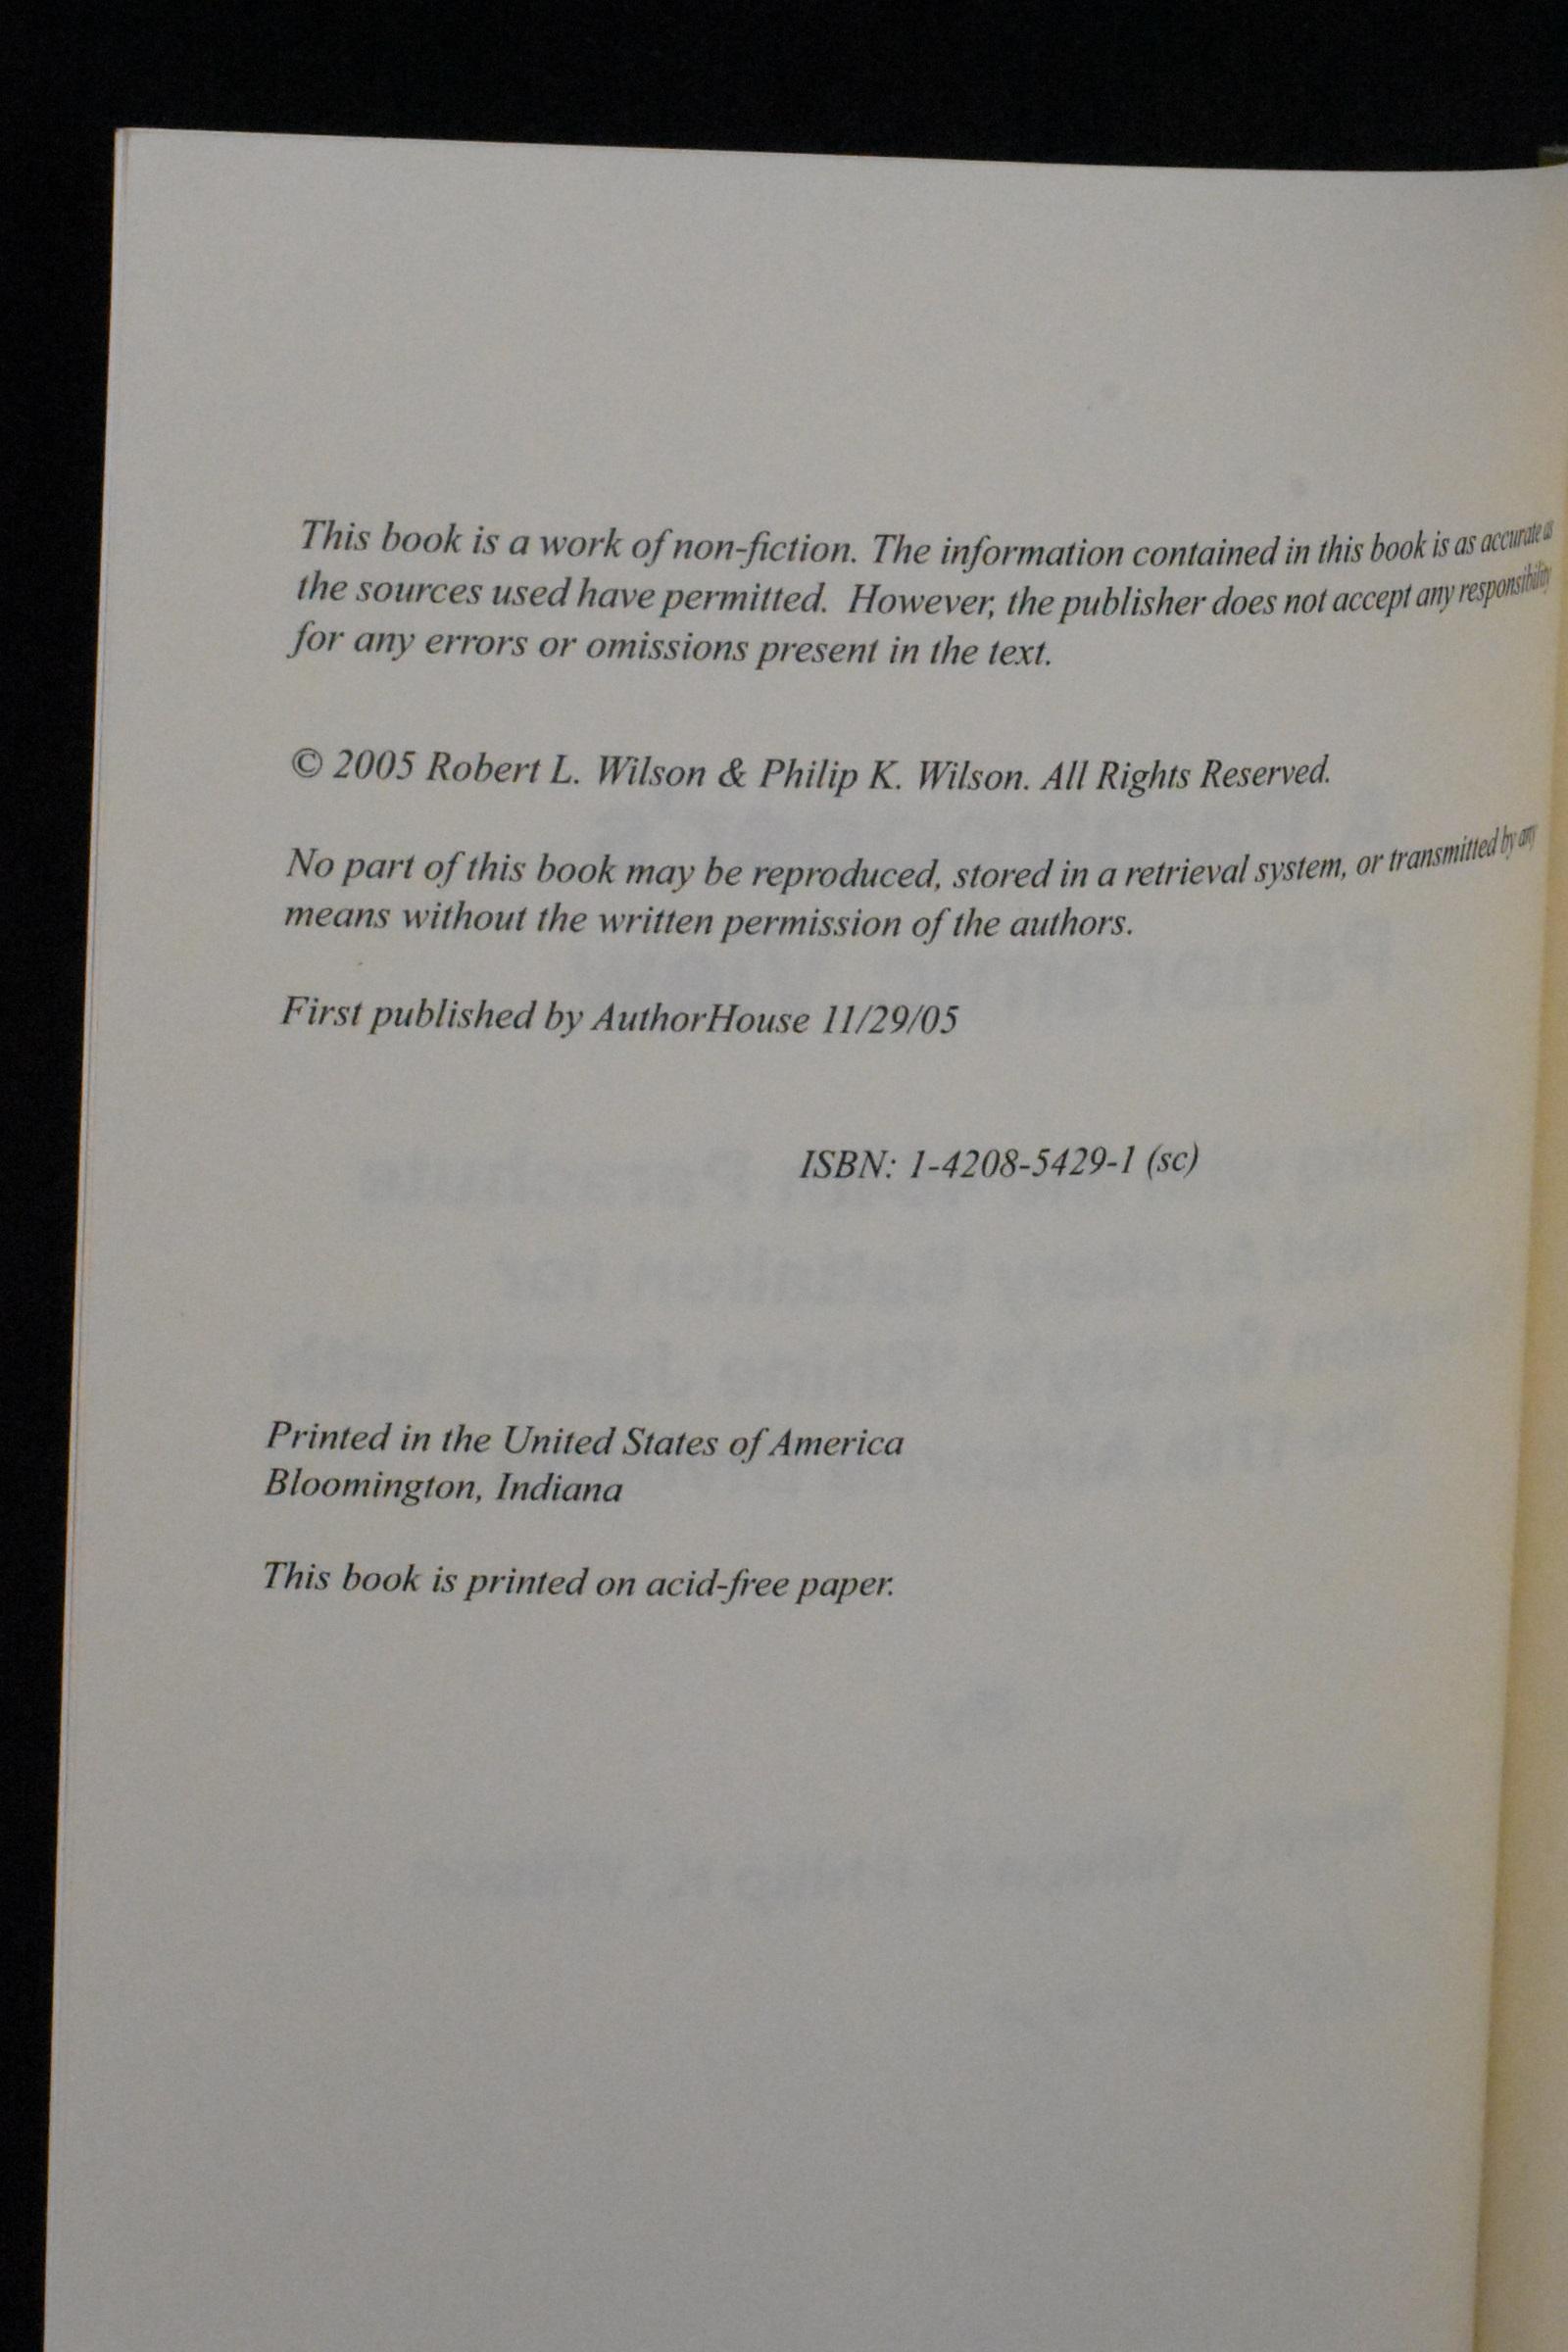 This book is a work of non-fiction. The information contained in this book is as accurate as
the sources used have permitted. However, the publisher does not accept any responsibility
for any errors or omissions present in the text.
© 2005 Robert L. Wilson & Philip K. Wilson. All Rights Reserved.
No part of this book may be reproduced, stored in a retrieval system, or transmitted by any
means without the written permission of the authors.
First published by AuthorHouse 11/29/05
ISBN: 1-4208-5429-1 (sc)
Printed in the United States of America
Bloomington, Indiana
This book is printed on acid-free paper.